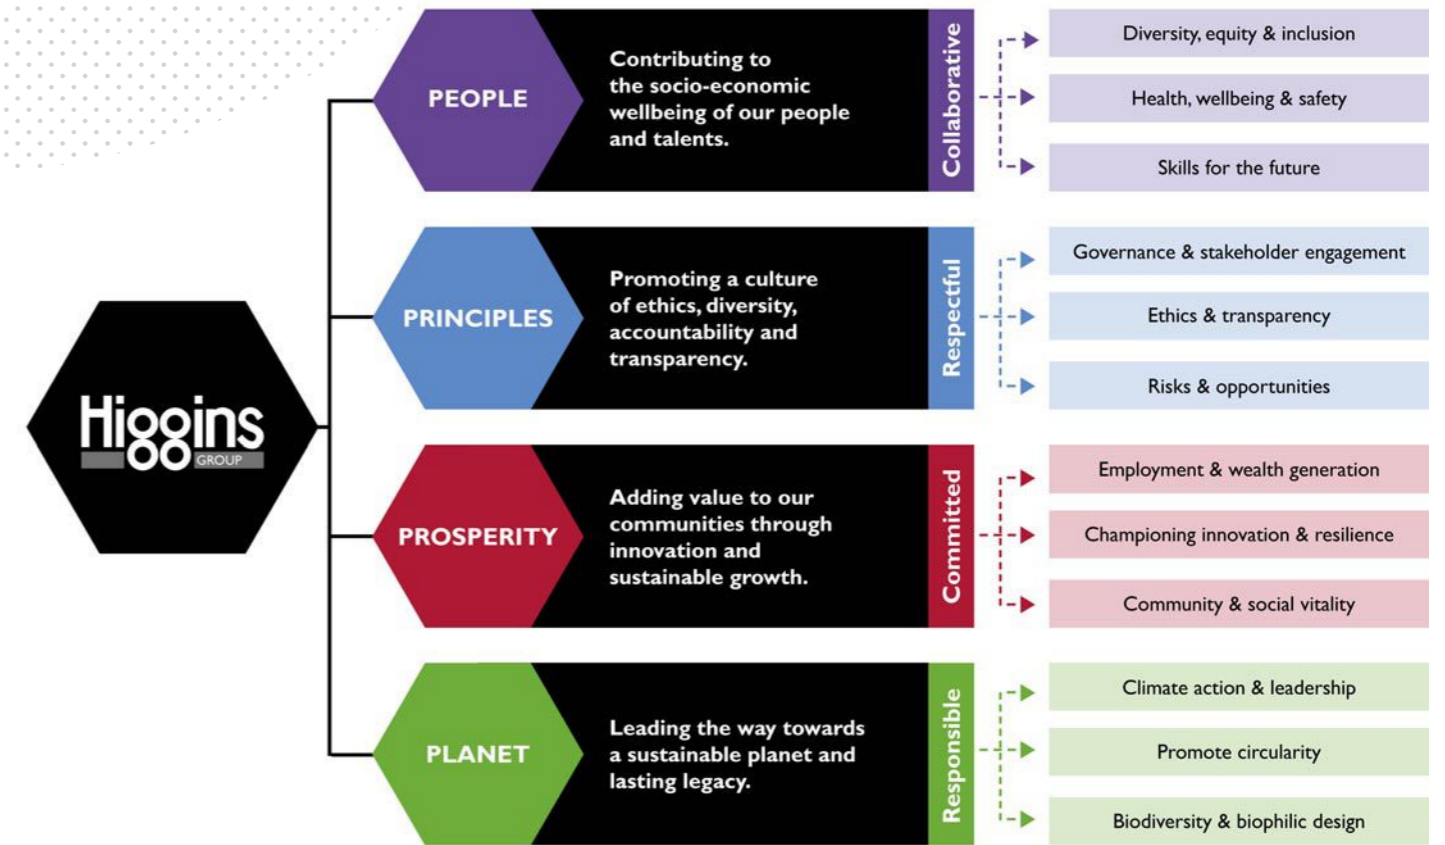 Higgins
GROUP
PEOPLE
Contributing to
the socio-economic
wellbeing of our people
and talents.
Collaborative
Diversity, equity & inclusion
Health, wellbeing & safety
Skills for the future
PRINCIPLES
Promoting a culture
of ethics, diversity,
accountability and
transparency.
Respectful
Governance & stakeholder engagement
Ethics & transparency
Risks & opportunities
PROSPERITY
Adding value to our
communities through
innovation and
sustainable growth.
Committed
Employment & wealth generation
Championing innovation & resilience
Community & social vitality
PLANET
Leading the way towards
a sustainable planet and
lasting legacy.
Responsible
Climate action & leadership
Promote circularity
Biodiversity & biophilic design